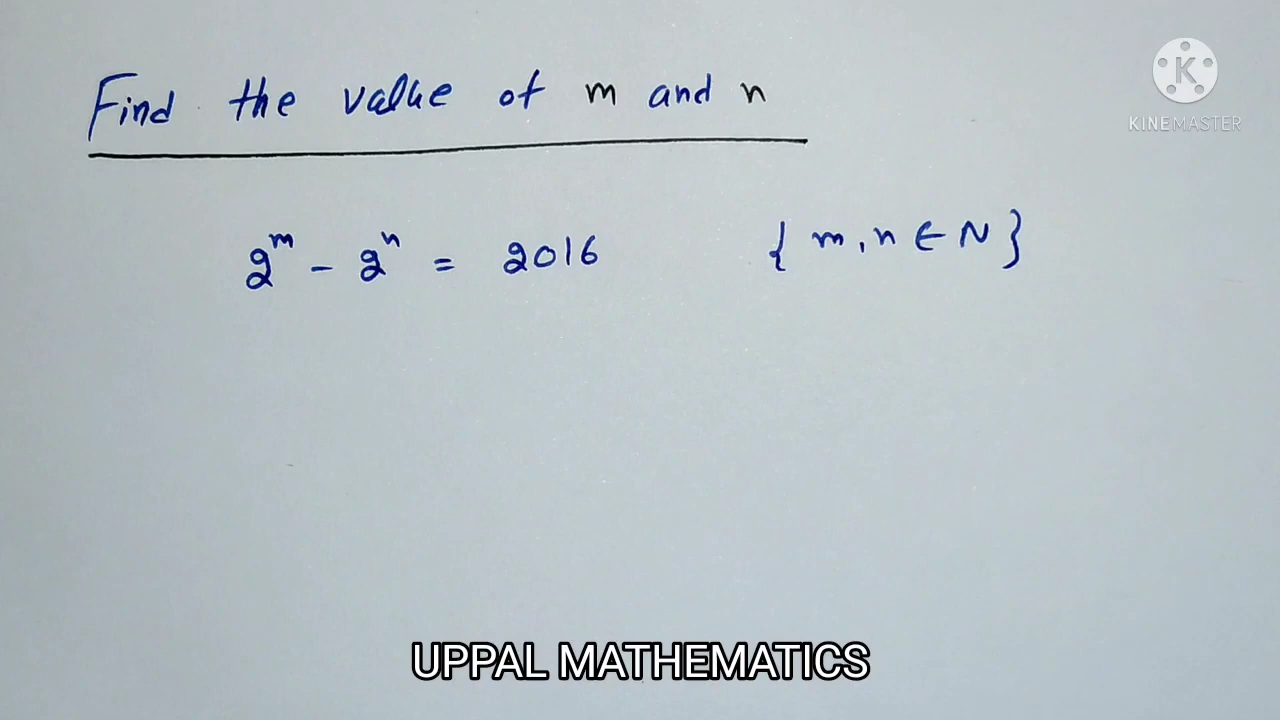 Find the value of m and n
KINEMASTER
2^m - 2^n = 2016 { m, n ∈ N }
UPPAL MATHEMATICS